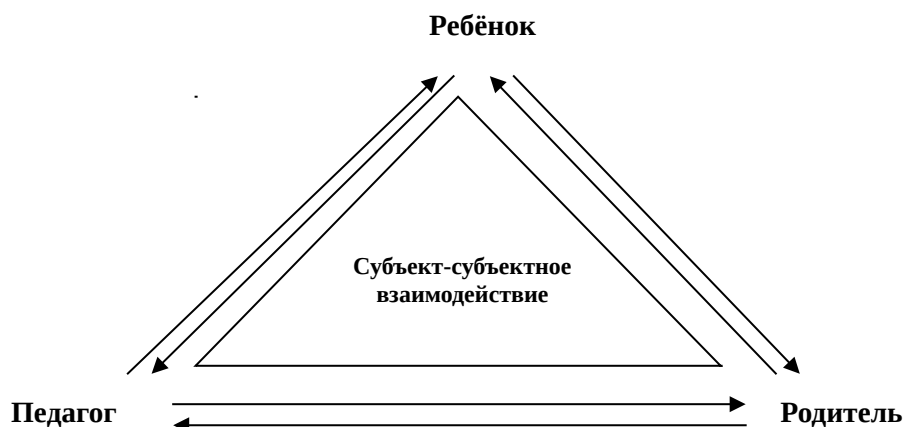 Ребёнок
Субъект-субъектное
взаимодействие
Педагог
Родитель